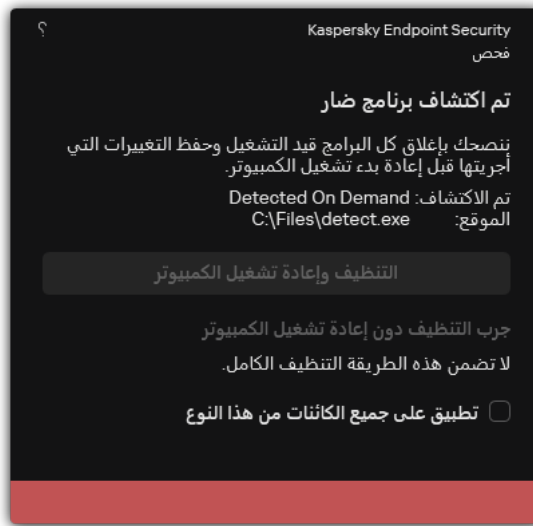 ؟
Kaspersky Endpoint Security
فحص
تم اكتشاف برنامج ضار
ننصحك بإغلاق كل البرامج قيد التشغيل وحفظ التغييرات التي
أجريتها قبل إعادة بدء تشغيل الكمبيوتر.
تم الاكتشاف: Detected On Demand
الموقع: C:\Files\detect.exe
التنظيف وإعادة تشغيل الكمبيوتر
جرب التنظيف دون إعادة تشغيل الكمبيوتر
لا تضمن هذه الطريقة التنظيف الكامل.
تطبيق على جميع الكائنات من هذا النوع